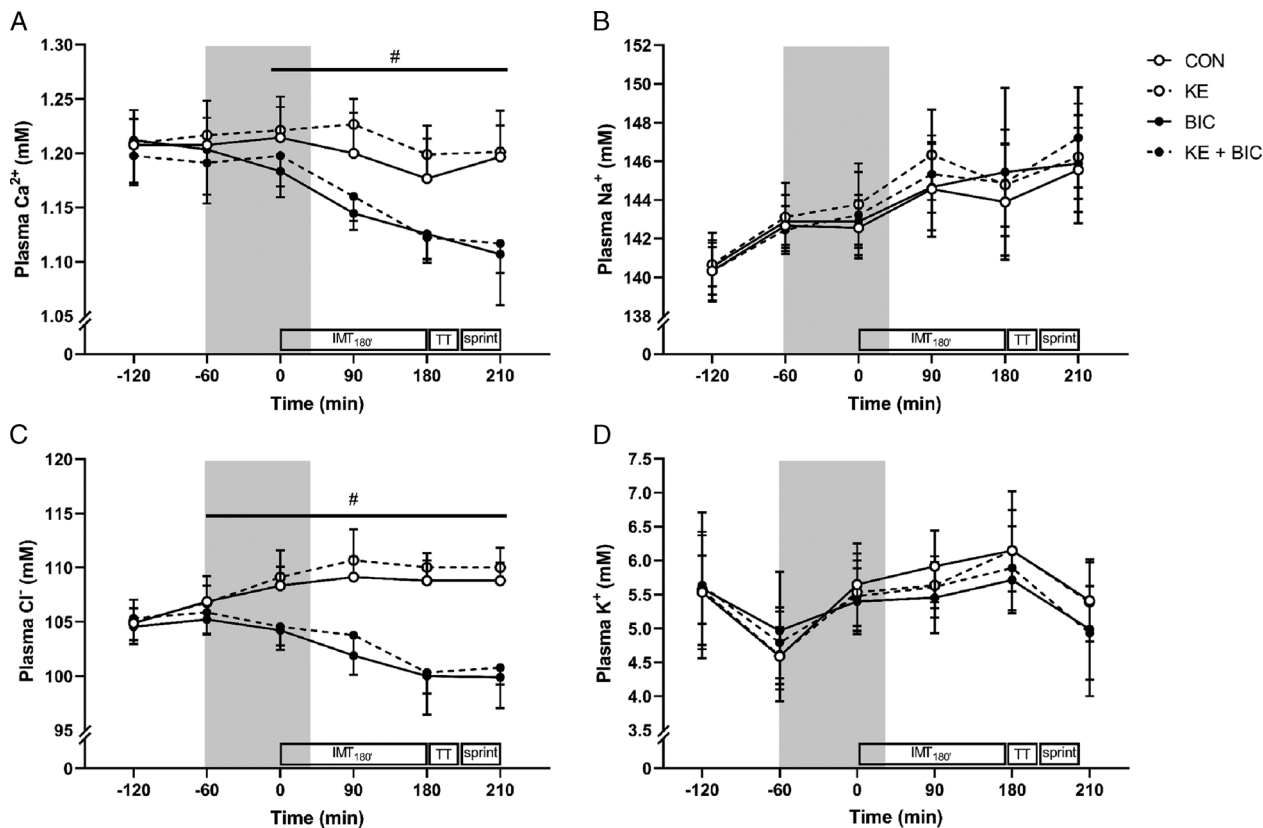 A
Plasma Ca2+ (mM)
1.30
1.25
1.20
1.15
1.10
1.05
0
#
IMT180' TT sprint
-120 -60 0 90 180 210
Time (min)
B
Plasma Na+ (mM)
152
150
148
146
144
142
140
138
0
IMT180' TT sprint
-120 -60 0 90 180 210
Time (min)
CON
KE
BIC
KE + BIC
C
Plasma Cl- (mM)
120
115
110
105
100
95
0
#
IMT180' TT sprint
-120 -60 0 90 180 210
Time (min)
D
Plasma K+ (mM)
7.5
7.0
6.5
6.0
5.5
5.0
4.5
4.0
3.5
0
IMT180' TT sprint
-120 -60 0 90 180 210
Time (min)